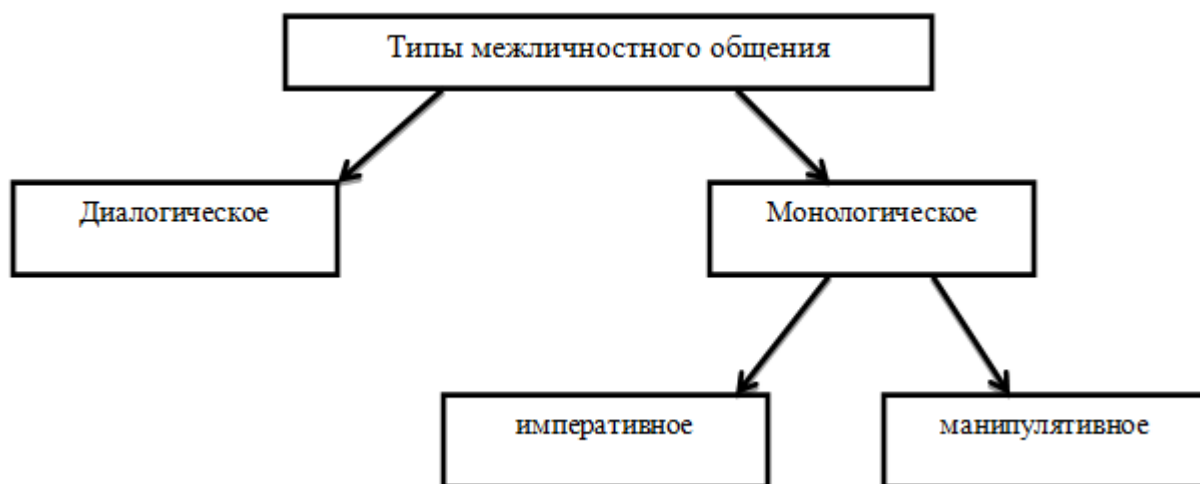 Типы межличностного общения
Диалогическое
Монологическое
императивное
манипулятивное